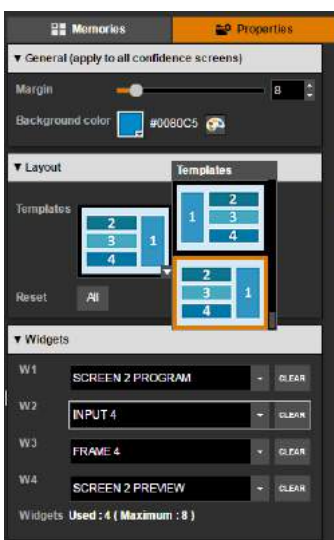 Memories Properties
▼ General (apply to all confidence screens)
Margin 8
Background color #0080C5
▼ Layout
Templates
Templates
2
3
4
1
1
2
3
4
2
3
4
1
Reset All
▼ Widgets
W1 SCREEN 2 PROGRAM CLEAR
W2 INPUT 4 CLEAR
W3 FRAME 4 CLEAR
W4 SCREEN 2 PREVIEW CLEAR
Widgets Used : 4 ( Maximum : 8 )